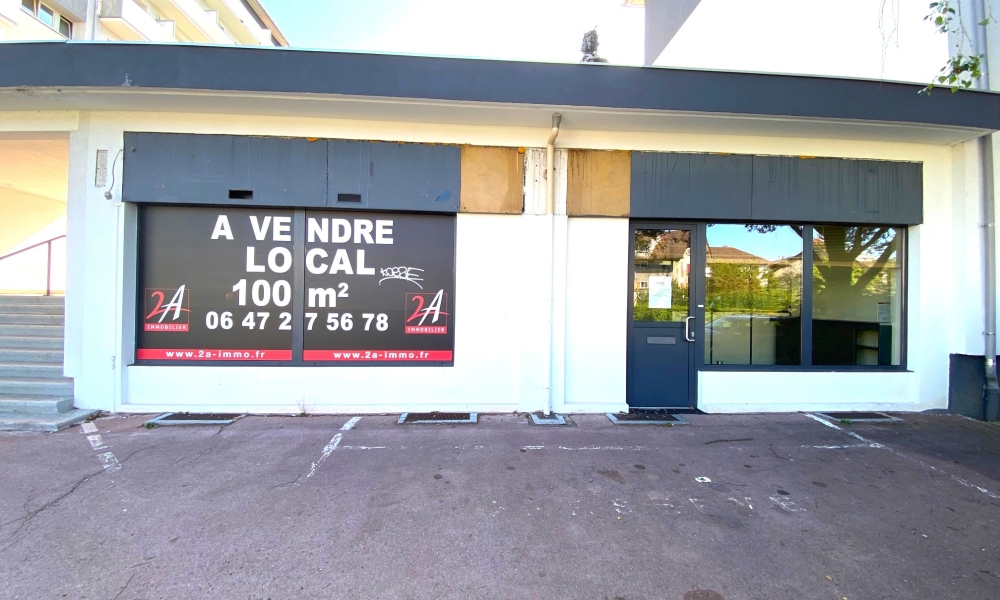 A VENDRE
LOCAL
100 m²
06 47 27 56 78
2A
IMMOBILIER
2A
IMMOBILIER
www.2a-immo.fr
www.2a-immo.fr